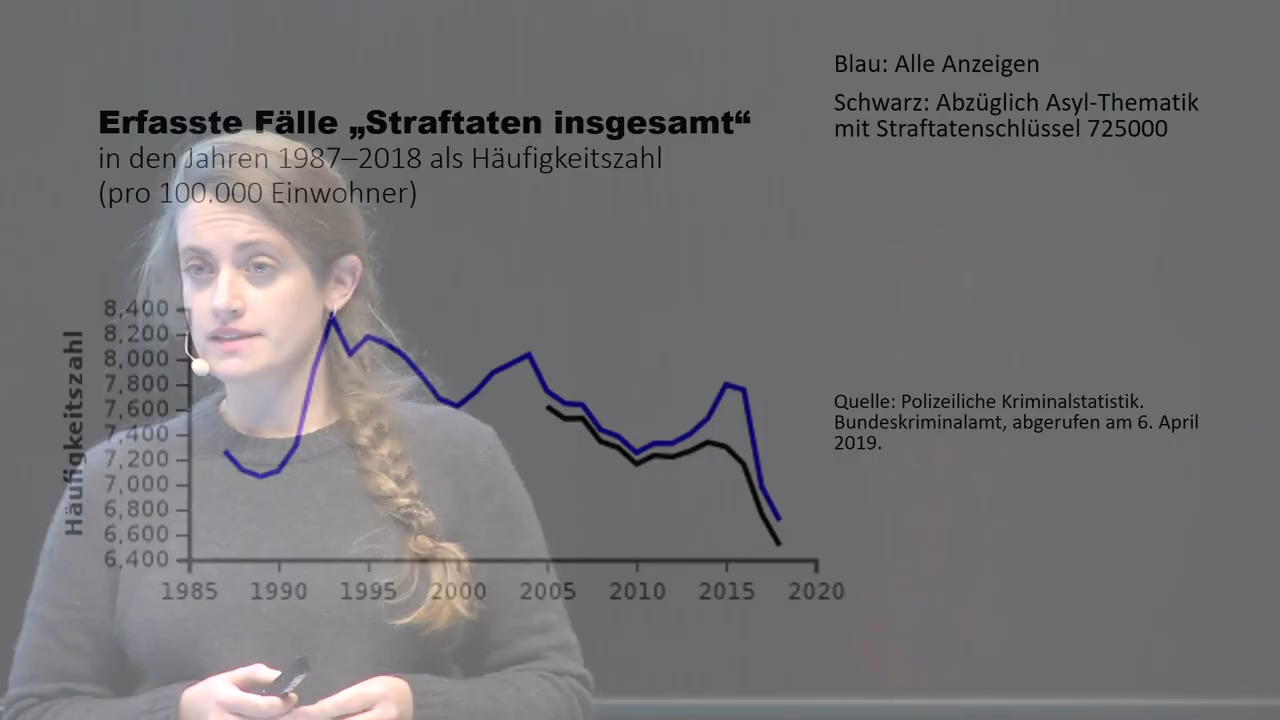 Blau: Alle Anzeigen
Schwarz: Abzüglich Asyl-Thematik
mit Straftatenschlüssel 725000
Erfasste Fälle „Straftaten insgesamt“
in den Jahren 1987–2018 als Häufigkeitszahl
(pro 100.000 Einwohner)
Häufigkeitszahl
8,400
8,200
8,000
7,800
7,600
7,400
7,200
7,000
6,800
6,600
6,400
1985 1990 1995 2000 2005 2010 2015 2020
Quelle: Polizeiliche Kriminalstatistik.
Bundeskriminalamt, abgerufen am 6. April
2019.